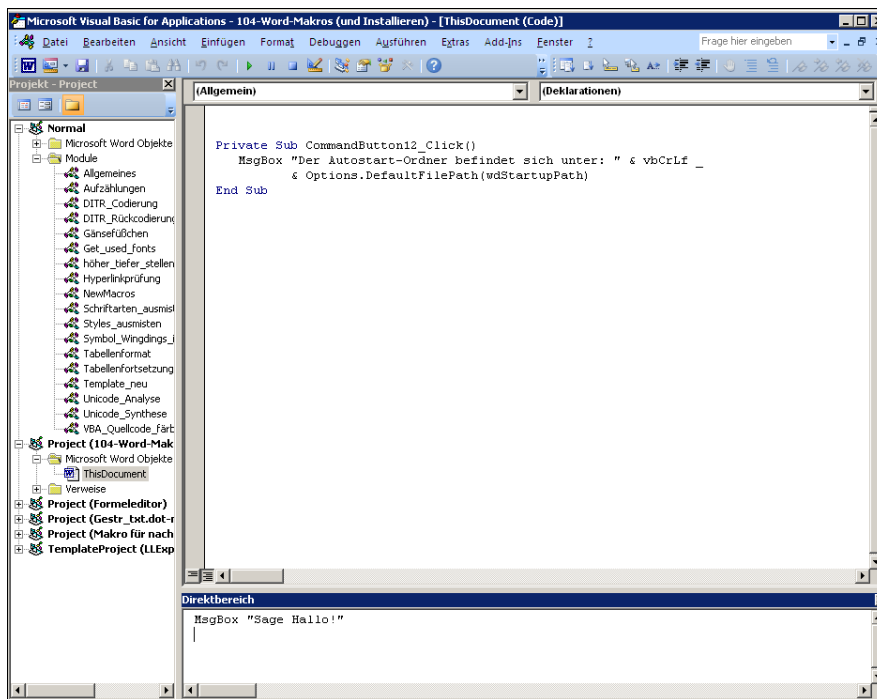 Microsoft Visual Basic for Applications - 104-Word-Makros (und Installieren) - [ThisDocument (Code)]
Datei Bearbeiten Ansicht Einfügen Format Debuggen Ausführen Extras Add-Ins Fenster ? Frage hier eingeben
Projekt - Project
Normal
Microsoft Word Objekte
Module
Allgemeines
Aufzählungen
DITR_Codierung
DITR_Rückcodierung
Gänsefüßchen
Get_used_fonts
höher_tiefer_stellen
Hyperlinkprüfung
NewMacros
Schriftarten_ausmist
Styles_ausmisten
Symbol_Wingdings_i
Tabellenformat
Tabellenfortsetzung
Template_neu
Unicode_Analyse
Unicode_Synthese
VBA_Quellcode_färb
Project (104-Word-Mak
Microsoft Word Objekte
ThisDocument
Verweise
Project (Formeleditor)
Project (Gestr_txt.dot-r
Project (Makro für nach
TemplateProject (LLExp
(Allgemein) (Deklarationen)
Private Sub CommandButton12_Click()
MsgBox "Der Autostart-Ordner befindet sich unter: " & vbCrLf _
& Options.DefaultFilePath(wdStartupPath)
End Sub
Direktbereich
MsgBox "Sage Hallo!"